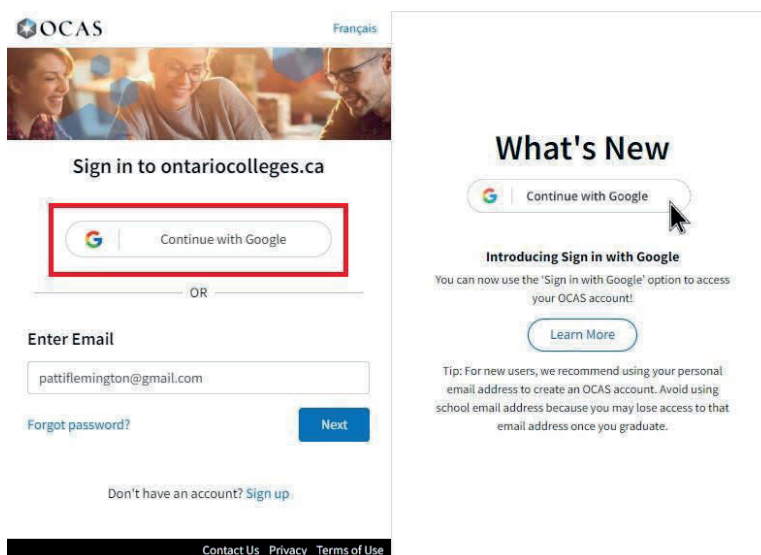 OCAS
Français
Sign in to ontariocolleges.ca
Continue with Google
OR
Enter Email
pattiflemington@gmail.com
Forgot password?
Next
Don't have an account? Sign up
Contact Us Privacy Terms of Use
What's New
Continue with Google
Introducing Sign in with Google
You can now use the 'Sign in with Google' option to access
your OCAS account!
Learn More
Tip: For new users, we recommend using your personal
email address to create an OCAS account. Avoid using
school email address because you may lose access to that
email address once you graduate.